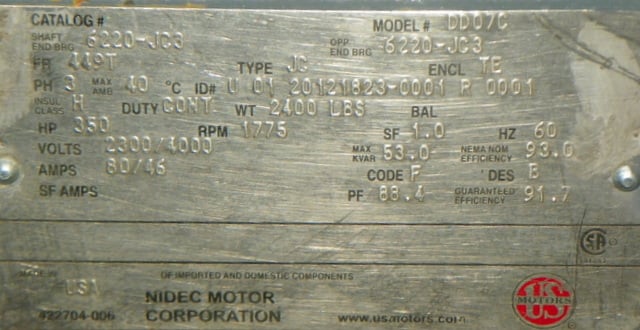 CATALOG # MODEL # DD07C
SHAFT END BRG 6220-JC3 OPP END BRG 6220-JC3
FR 449T TYPE JC ENCL TE
PH 3 MAX AMB 40 °C ID# U 01 20121823-0001 R 0001
INSUL CLASS H DUTY CONT. WT 2400 LBS BAL
HP 350 RPM 1775 SF 1.0 HZ 60
VOLTS 2300/4000 MAX KVAR 53.0 NEMA NOM EFFICIENCY 93.0
AMPS 80/46 CODE F DES B
SF AMPS PF 88.4 GUARANTEED EFFICIENCY 91.7
SA
MADE IN USA OF IMPORTED AND DOMESTIC COMPONENTS
NIDEC MOTOR
422704-006 CORPORATION www.usmotors.com
US MOTORS